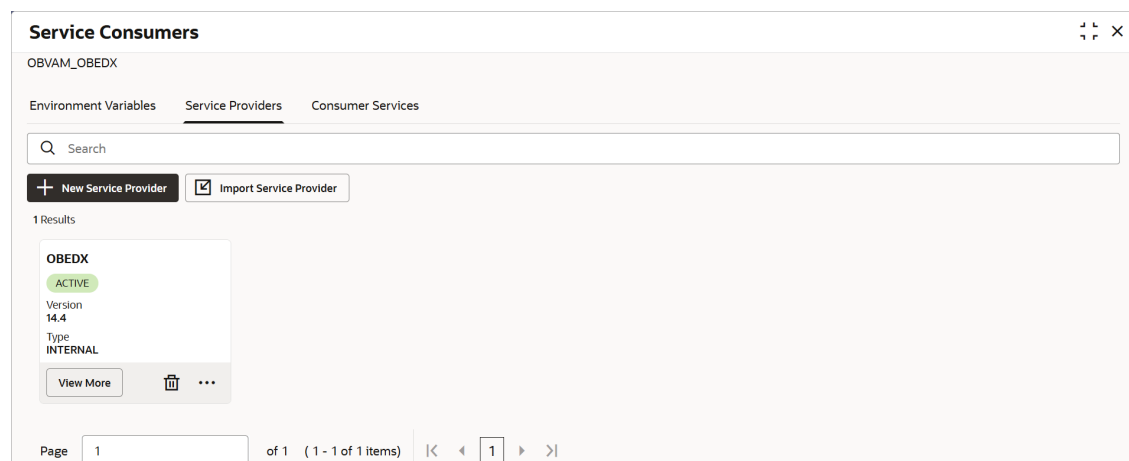 Service Consumers
OBVAM_OBEDX
Environment Variables Service Providers Consumer Services
Search
New Service Provider Import Service Provider
1 Results
OBEDX
ACTIVE
Version
14.4
Type
INTERNAL
View More
Page 1 of 1 ( 1 - 1 of 1 items) 1